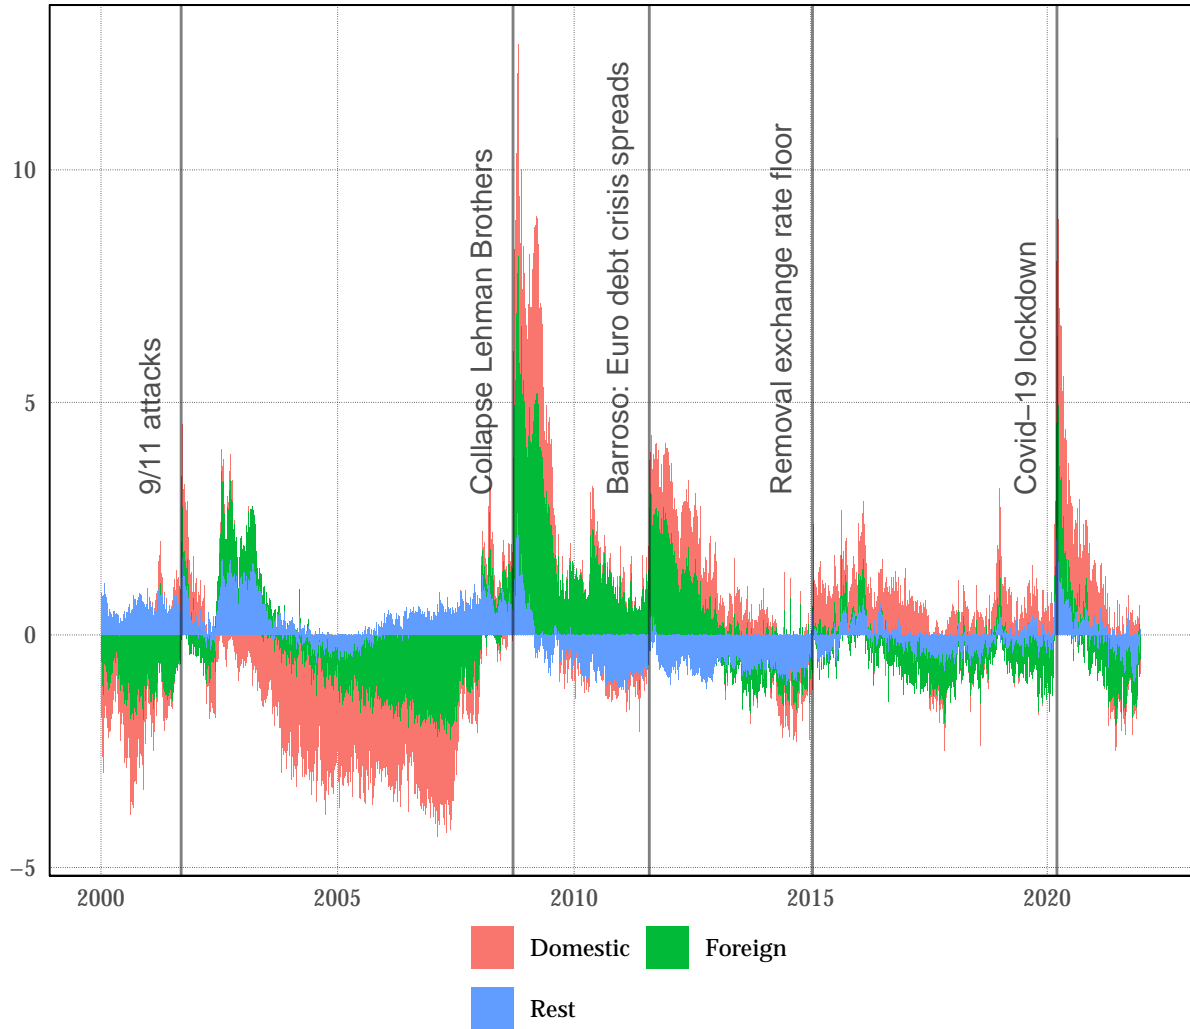 10
5
0
−5
9/11 attacks
Collapse Lehman Brothers
Barroso: Euro debt crisis spreads
Removal exchange rate floor
Covid−19 lockdown
2000
2005
2010
2015
2020
Domestic
Foreign
Rest